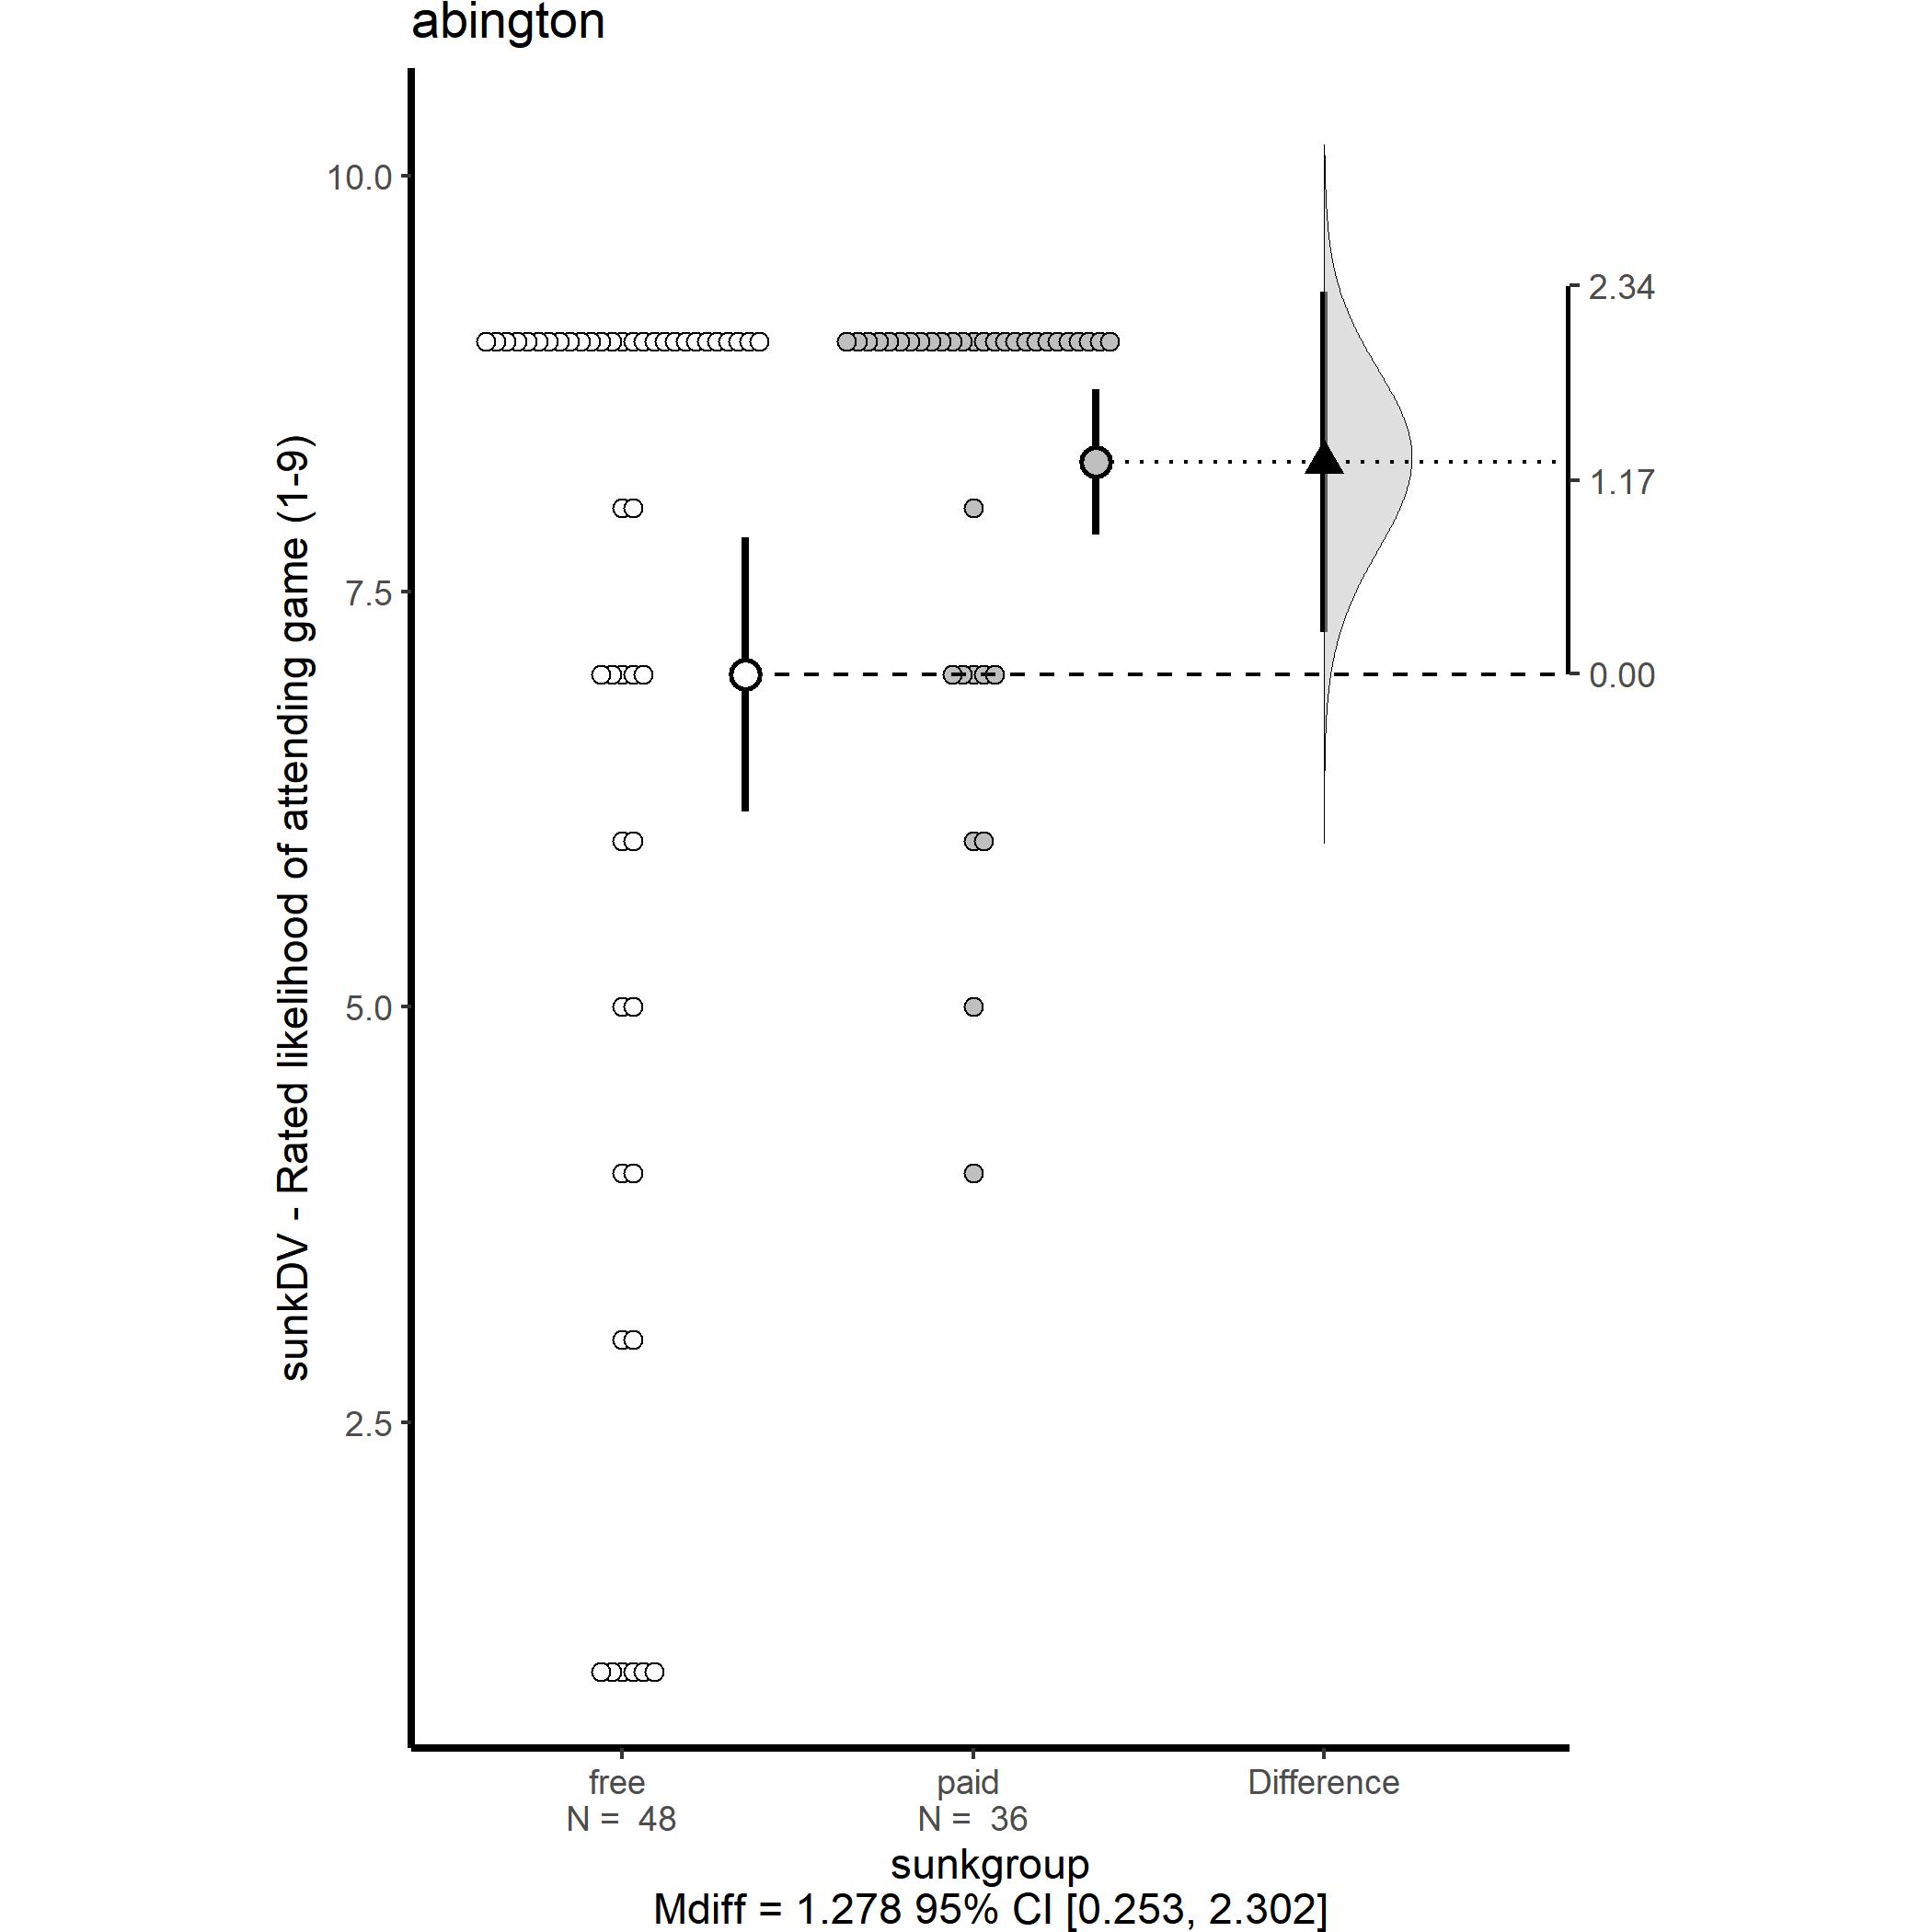 abington
sunkDV - Rated likelihood of attending game (1-9)
10.0
7.5
5.0
2.5
2.34
1.17
0.00
free
N =  48
paid
N =  36
Difference
sunkgroup
Mdiff = 1.278 95% CI [0.253, 2.302]